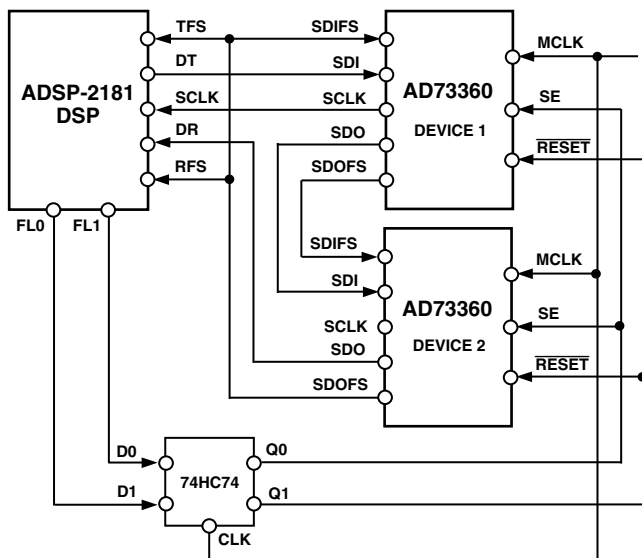 TFS
SDIFS
MCLK
DT
SDI
ADSP-2181
DSP
AD73360
SCLK
SCLK
SE
DR
SDO
DEVICE 1
RESET
RFS
SDOFS
FL0
FL1
SDIFS
MCLK
SDI
AD73360
SCLK
SE
SDO
DEVICE 2
RESET
SDOFS
D0
Q0
74HC74
D1
Q1
CLK